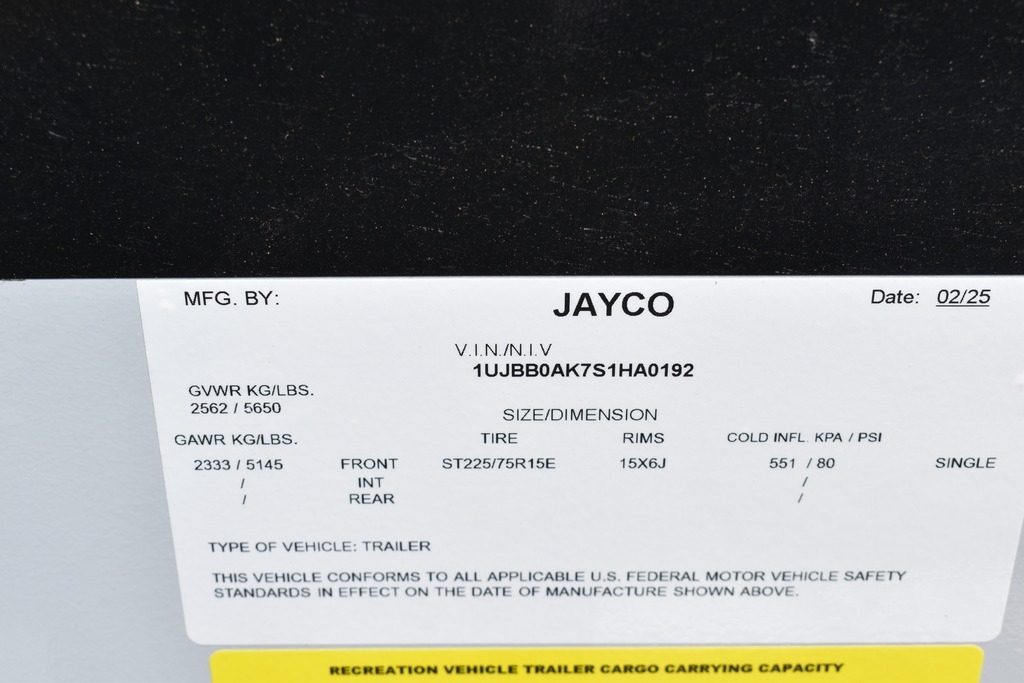 MFG. BY: JAYCO Date: 02/25
V.I.N./N.I.V
1UJBB0AK7S1HA0192
GVWR KG/LBS.
2562 / 5650
SIZE/DIMENSION
GAWR KG/LBS. TIRE RIMS COLD INFL. KPA / PSI
2333 / 5145 FRONT ST225/75R15E 15X6J 551 / 80 SINGLE
/ INT /
/ REAR /
TYPE OF VEHICLE: TRAILER
THIS VEHICLE CONFORMS TO ALL APPLICABLE U.S. FEDERAL MOTOR VEHICLE SAFETY
STANDARDS IN EFFECT ON THE DATE OF MANUFACTURE SHOWN ABOVE.
RECREATION VEHICLE TRAILER CARGO CARRYING CAPACITY